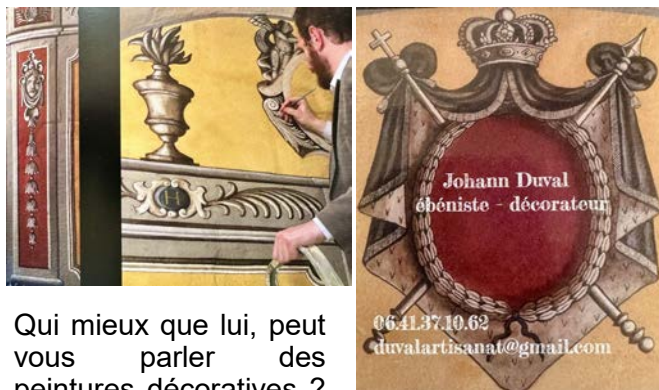 H
Johann Duval
ébéniste - décorateur
06.41.37.10.62
duvalartisanat@gmail.com
Qui mieux que lui, peut
vous parler des
peintures décoratives ?